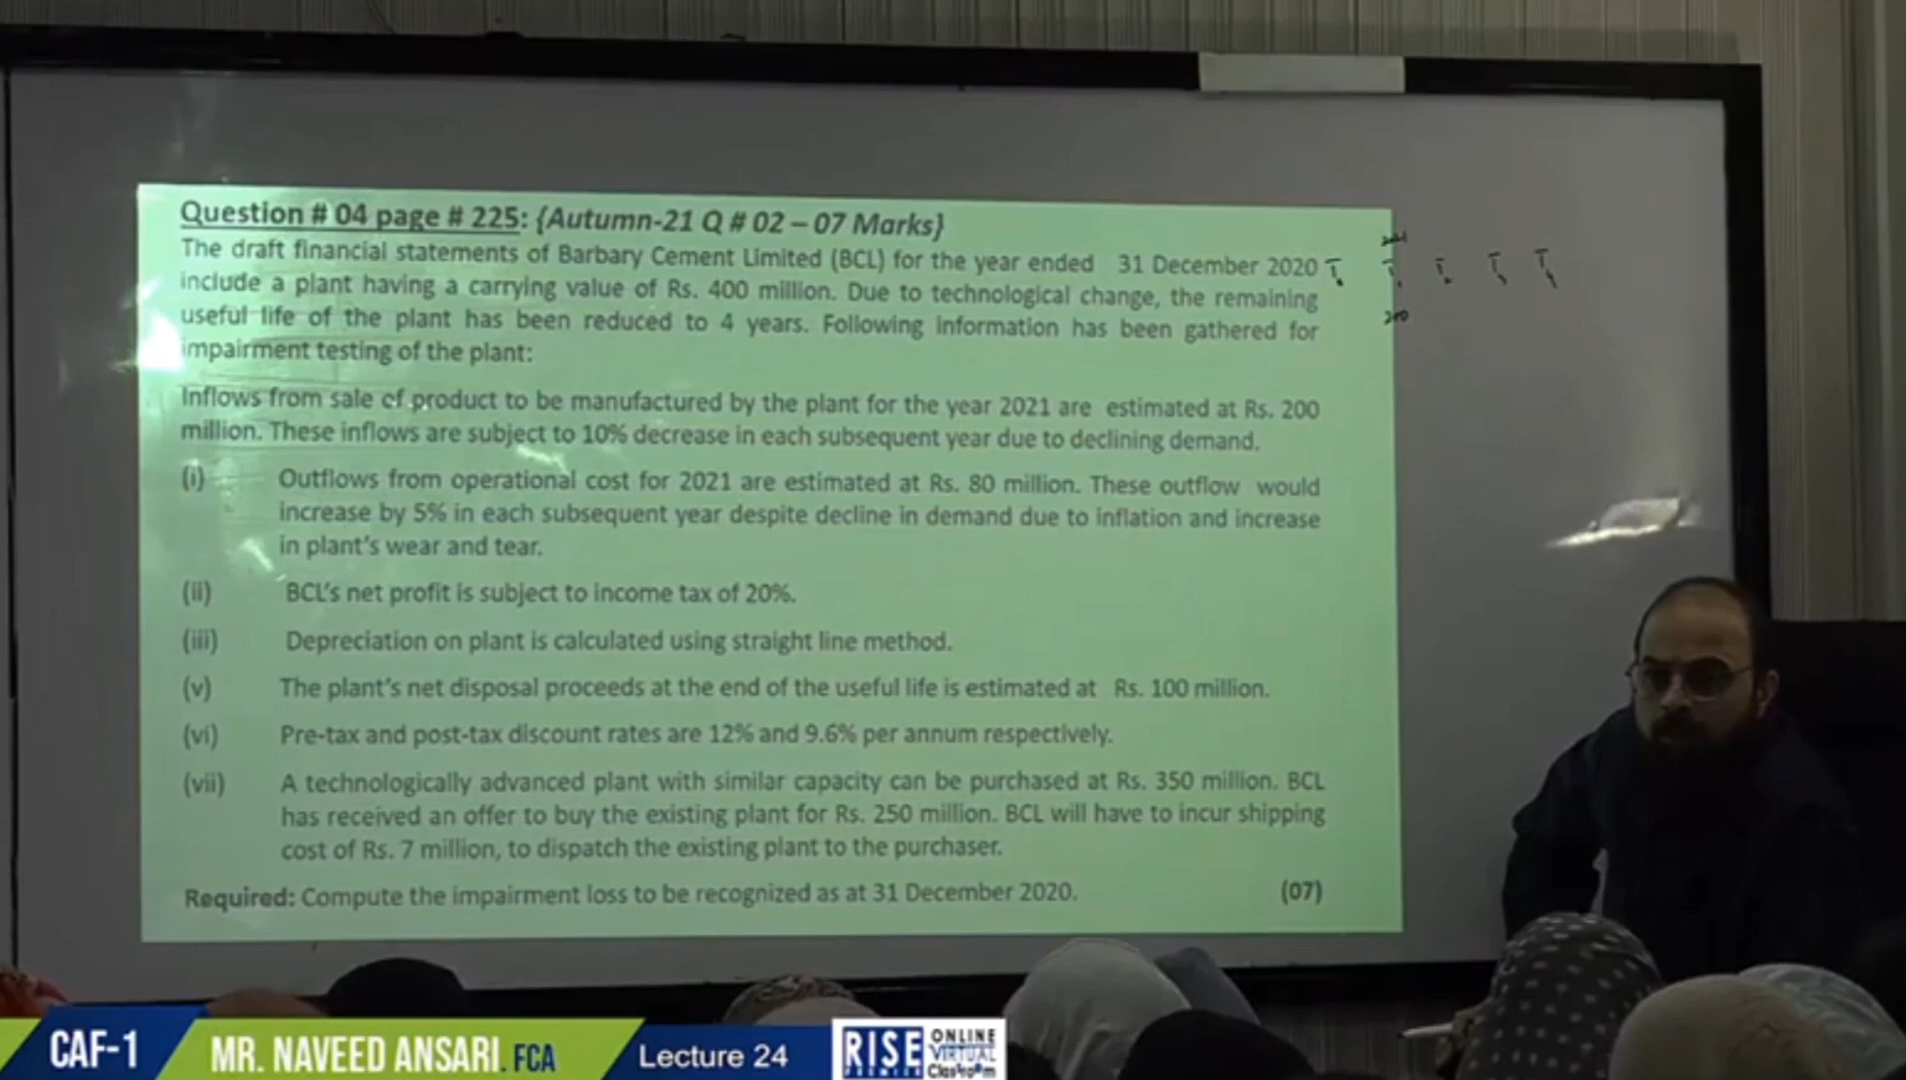 Question # 04 page # 225: {Autumn-21 Q # 02 – 07 Marks}
The draft financial statements of Barbary Cement Limited (BCL) for the year ended 31 December 2020
include a plant having a carrying value of Rs. 400 million. Due to technological change, the remaining
useful life of the plant has been reduced to 4 years. Following information has been gathered for
impairment testing of the plant:
Inflows from sale of product to be manufactured by the plant for the year 2021 are estimated at Rs. 200
million. These inflows are subject to 10% decrease in each subsequent year due to declining demand.
(i) Outflows from operational cost for 2021 are estimated at Rs. 80 million. These outflow would
increase by 5% in each subsequent year despite decline in demand due to inflation and increase
in plant's wear and tear.
(ii) BCL's net profit is subject to income tax of 20%.
(iii) Depreciation on plant is calculated using straight line method.
(v) The plant's net disposal proceeds at the end of the useful life is estimated at Rs. 100 million.
(vi) Pre-tax and post-tax discount rates are 12% and 9.6% per annum respectively.
(vii) A technologically advanced plant with similar capacity can be purchased at Rs. 350 million. BCL
has received an offer to buy the existing plant for Rs. 250 million. BCL will have to incur shipping
cost of Rs. 7 million, to dispatch the existing plant to the purchaser.
Required: Compute the impairment loss to be recognized as at 31 December 2020. (07)
2021
200
CAF-1 MR. NAVEED ANSARI. FCA Lecture 24 RISE ONLINE
VIRTUAL
Classroom